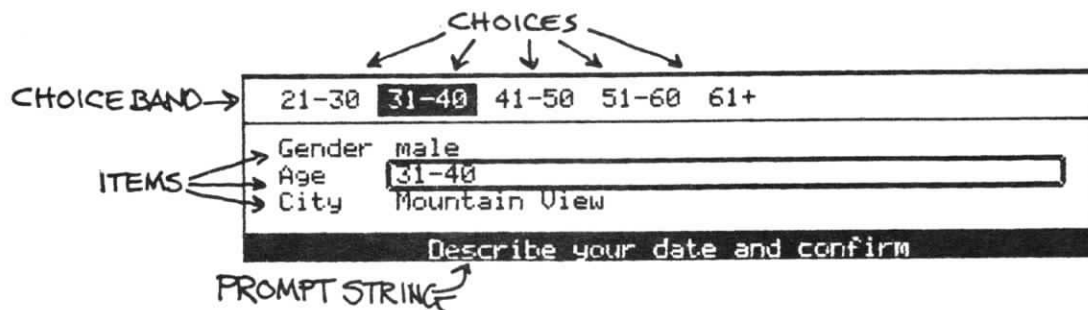 CHOICES
CHOICE BAND
21-30 31-40 41-50 51-60 61+
Gender male
ITEMS
Age 31-40
City Mountain View
Describe your date and confirm
PROMPT STRING